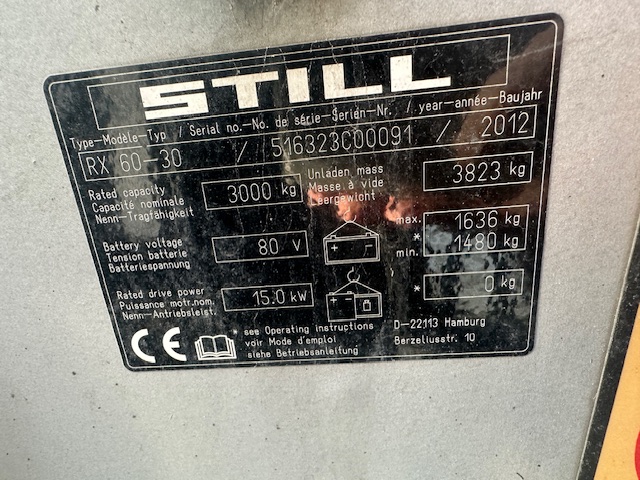 STILL
Type-Modèle-Typ / Serial no.-No. de série-Serien-Nr. / year-année-Baujahr
RX 60-30 / 516323C00091 / 2012
Rated capacity
Capacité nominale
Nenn-Tragfähigkeit
3000 kg
Unladen mass
Masse à vide
Leergewicht
3823 kg
Battery voltage
Tension batterie
Batteriespannung
80 V
max. 1636 kg
* min. 1480 kg
Rated drive power
Puissance motr.nom.
Nenn-Antriebsleist.
15.0 kW
* 0 kg
CE
* see Operating instructions
voir Mode d'emploi
siehe Betriebsanleitung
D-22113 Hamburg
Berzeliusstr. 10